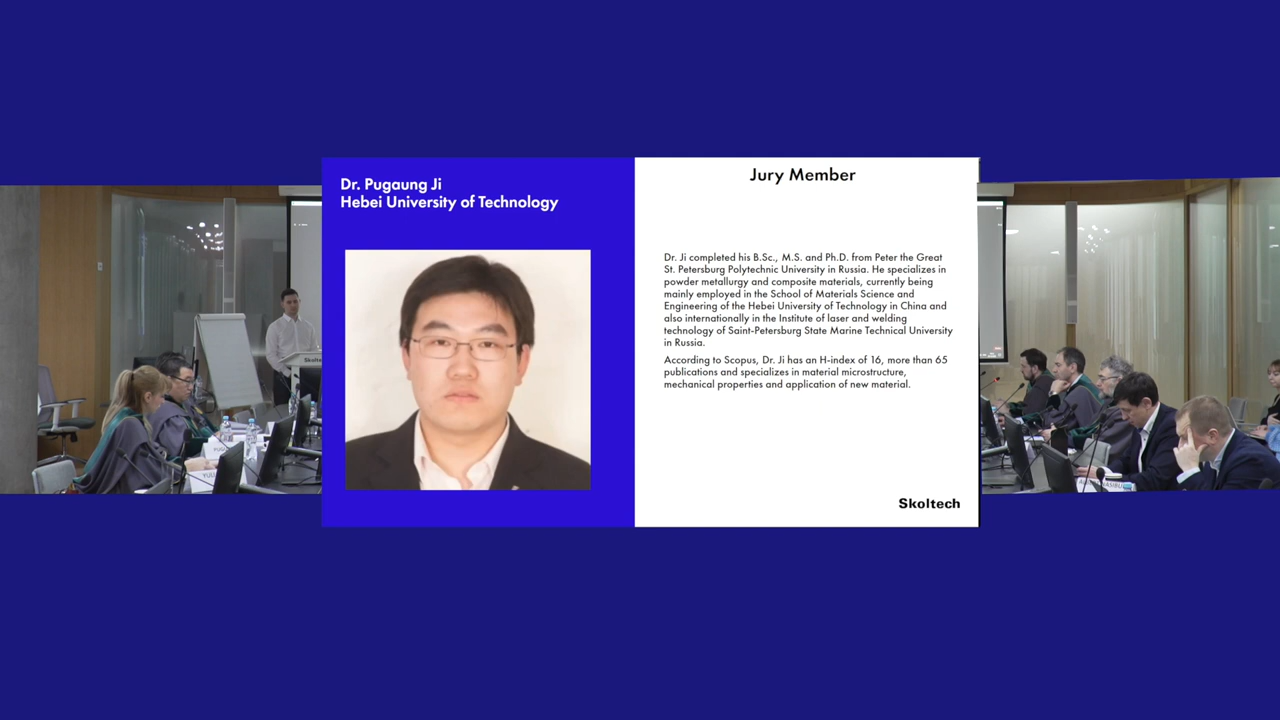 Dr. Pugaung Ji
Hebei University of Technology
Jury Member
Dr. Ji completed his B.Sc., M.S. and Ph.D. from Peter the Great
St. Petersburg Polytechnic University in Russia. He specializes in
powder metallurgy and composite materials, currently being
mainly employed in the School of Materials Science and
Engineering of the Hebei University of Technology in China and
also internationally in the Institute of laser and welding
technology of Saint-Petersburg State Marine Technical University
in Russia.
According to Scopus, Dr. Ji has an H-index of 16, more than 65
publications and specializes in material microstructure,
mechanical properties and application of new material.
Skoltech